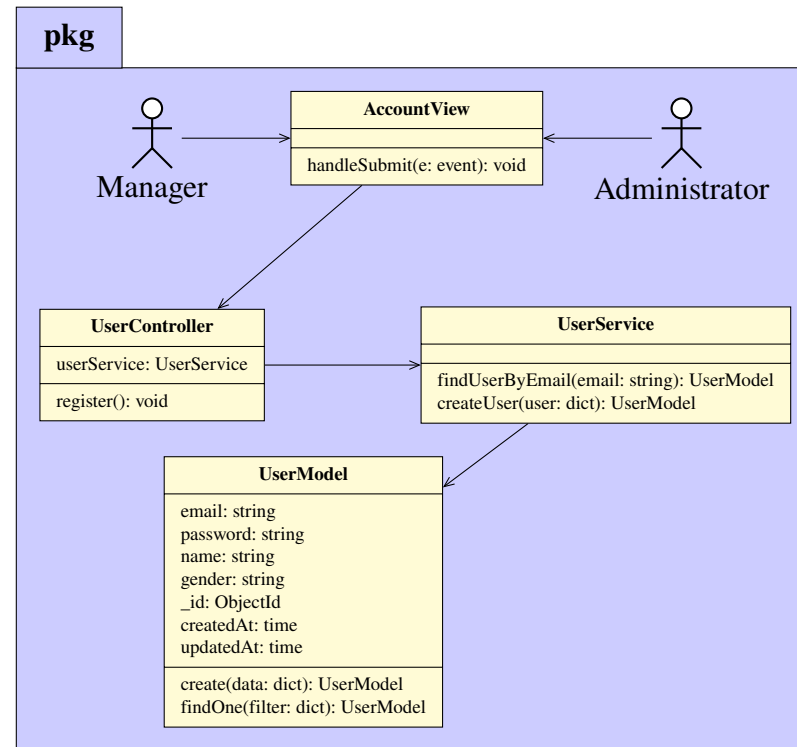 pkg
AccountView
handleSubmit(e: event): void
Manager
Administrator
UserController
userService: UserService
register(): void
UserService
findUserByEmail(email: string): UserModel
createUser(user: dict): UserModel
UserModel
email: string
password: string
name: string
gender: string
_id: ObjectId
createdAt: time
updatedAt: time
create(data: dict): UserModel
findOne(filter: dict): UserModel